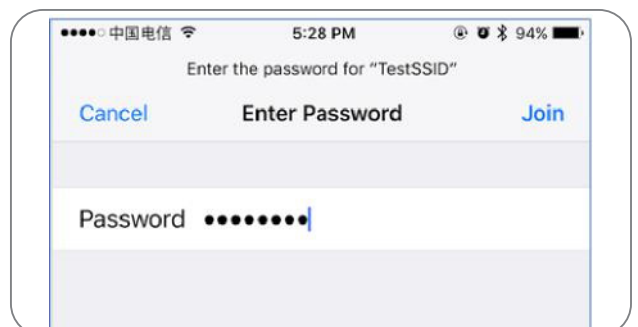 中国电信 5:28 PM 94%
Enter the password for “TestSSID”
Cancel Enter Password Join
Password ••••••••